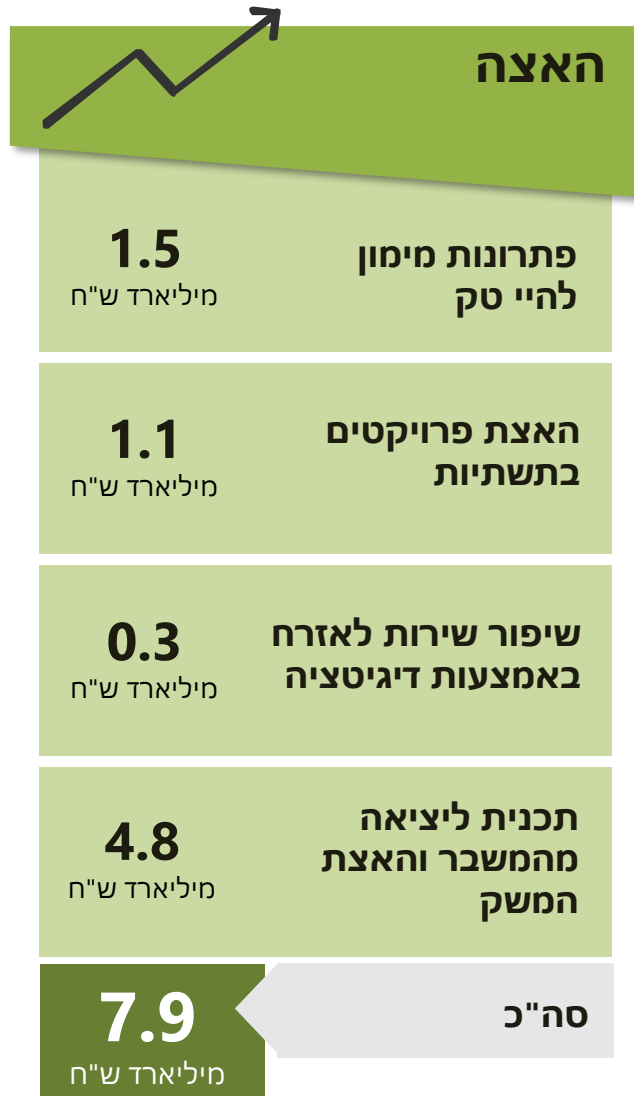 האצה
פתרונות מימון
להיי טק
1.5
מיליארד ש"ח
האצת פרויקטים
בתשתיות
1.1
מיליארד ש"ח
שיפור שירות לאזרח
באמצעות דיגיטציה
0.3
מיליארד ש"ח
תכנית ליציאה
מהמשבר והאצת
המשק
4.8
מיליארד ש"ח
סה"כ
7.9
מיליארד ש"ח